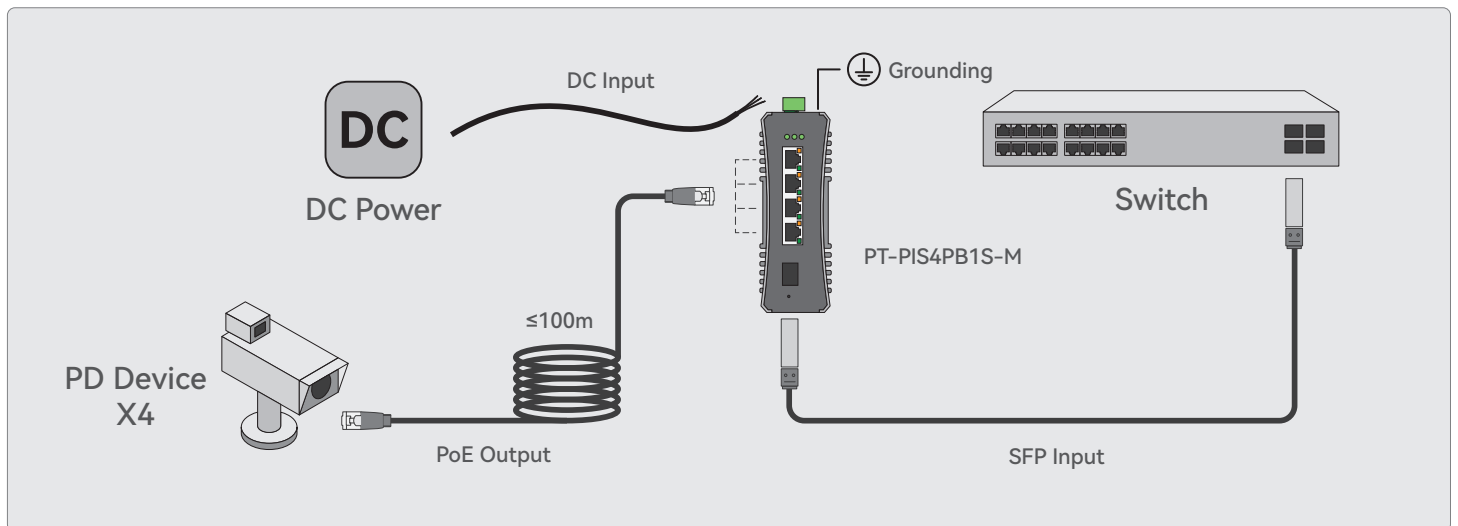 DC Input
Grounding
DC
DC Power
Switch
PT-PIS4PB1S-M
≤100m
PD Device
X4
PoE Output
SFP Input